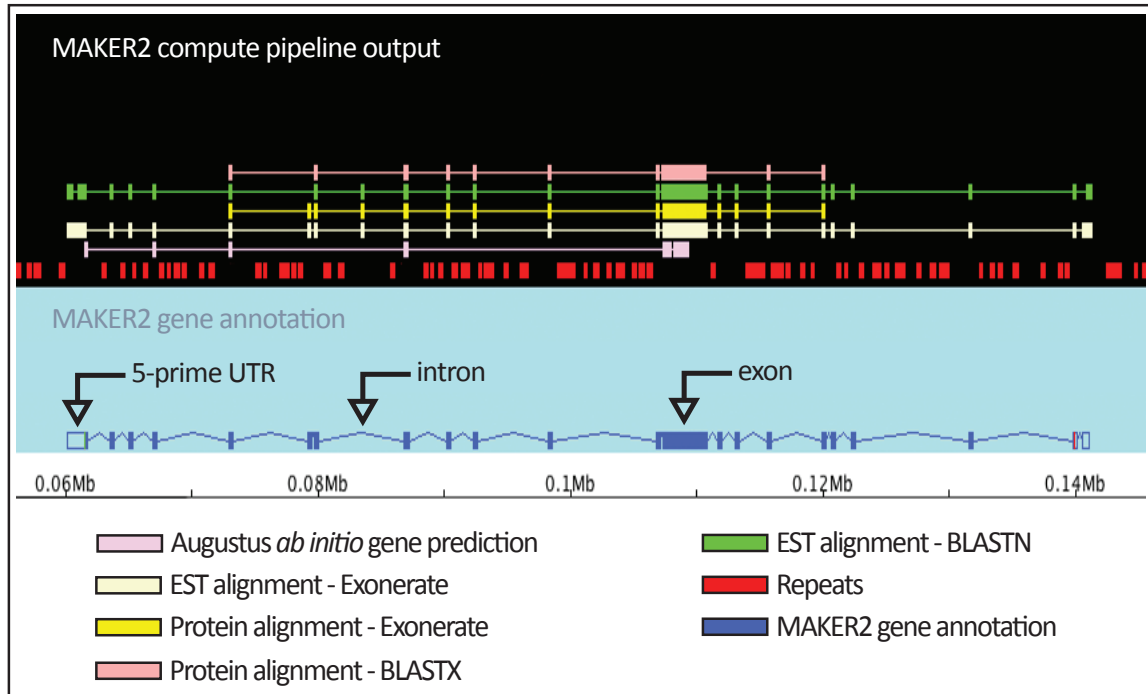 MAKER2 compute pipeline output
MAKER2 gene annotation
5-prime UTR
intron
exon
0.06Mb
0.08Mb
0.1Mb
0.12Mb
0.14Mb
Augustus ab initio gene prediction
EST alignment - Exonerate
Protein alignment - Exonerate
Protein alignment - BLASTX
EST alignment - BLASTN
Repeats
MAKER2 gene annotation